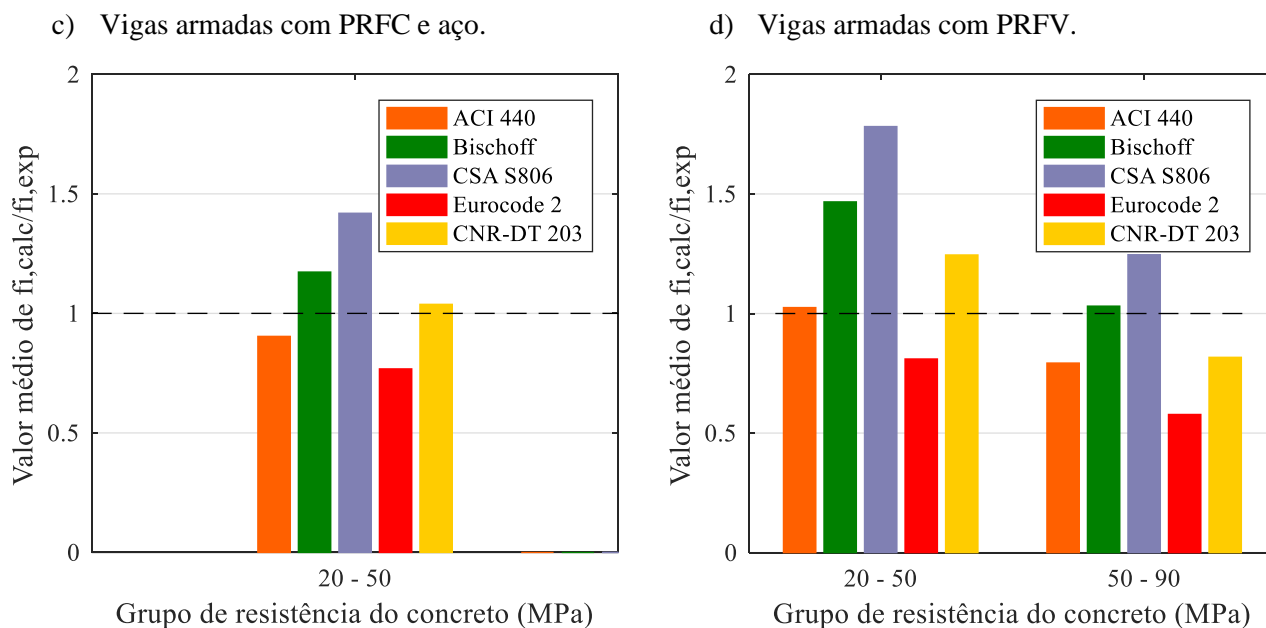 c) Vigas armadas com PRFC e aço.
Valor médio de fi,calc/fi,exp
2
1.5
1
0.5
0
ACI 440
Bischoff
CSA S806
Eurocode 2
CNR-DT 203
20 - 50
Grupo de resistência do concreto (MPa)
d) Vigas armadas com PRFV.
Valor médio de fi,calc/fi,exp
2
1.5
1
0.5
0
ACI 440
Bischoff
CSA S806
Eurocode 2
CNR-DT 203
20 - 50
50 - 90
Grupo de resistência do concreto (MPa)